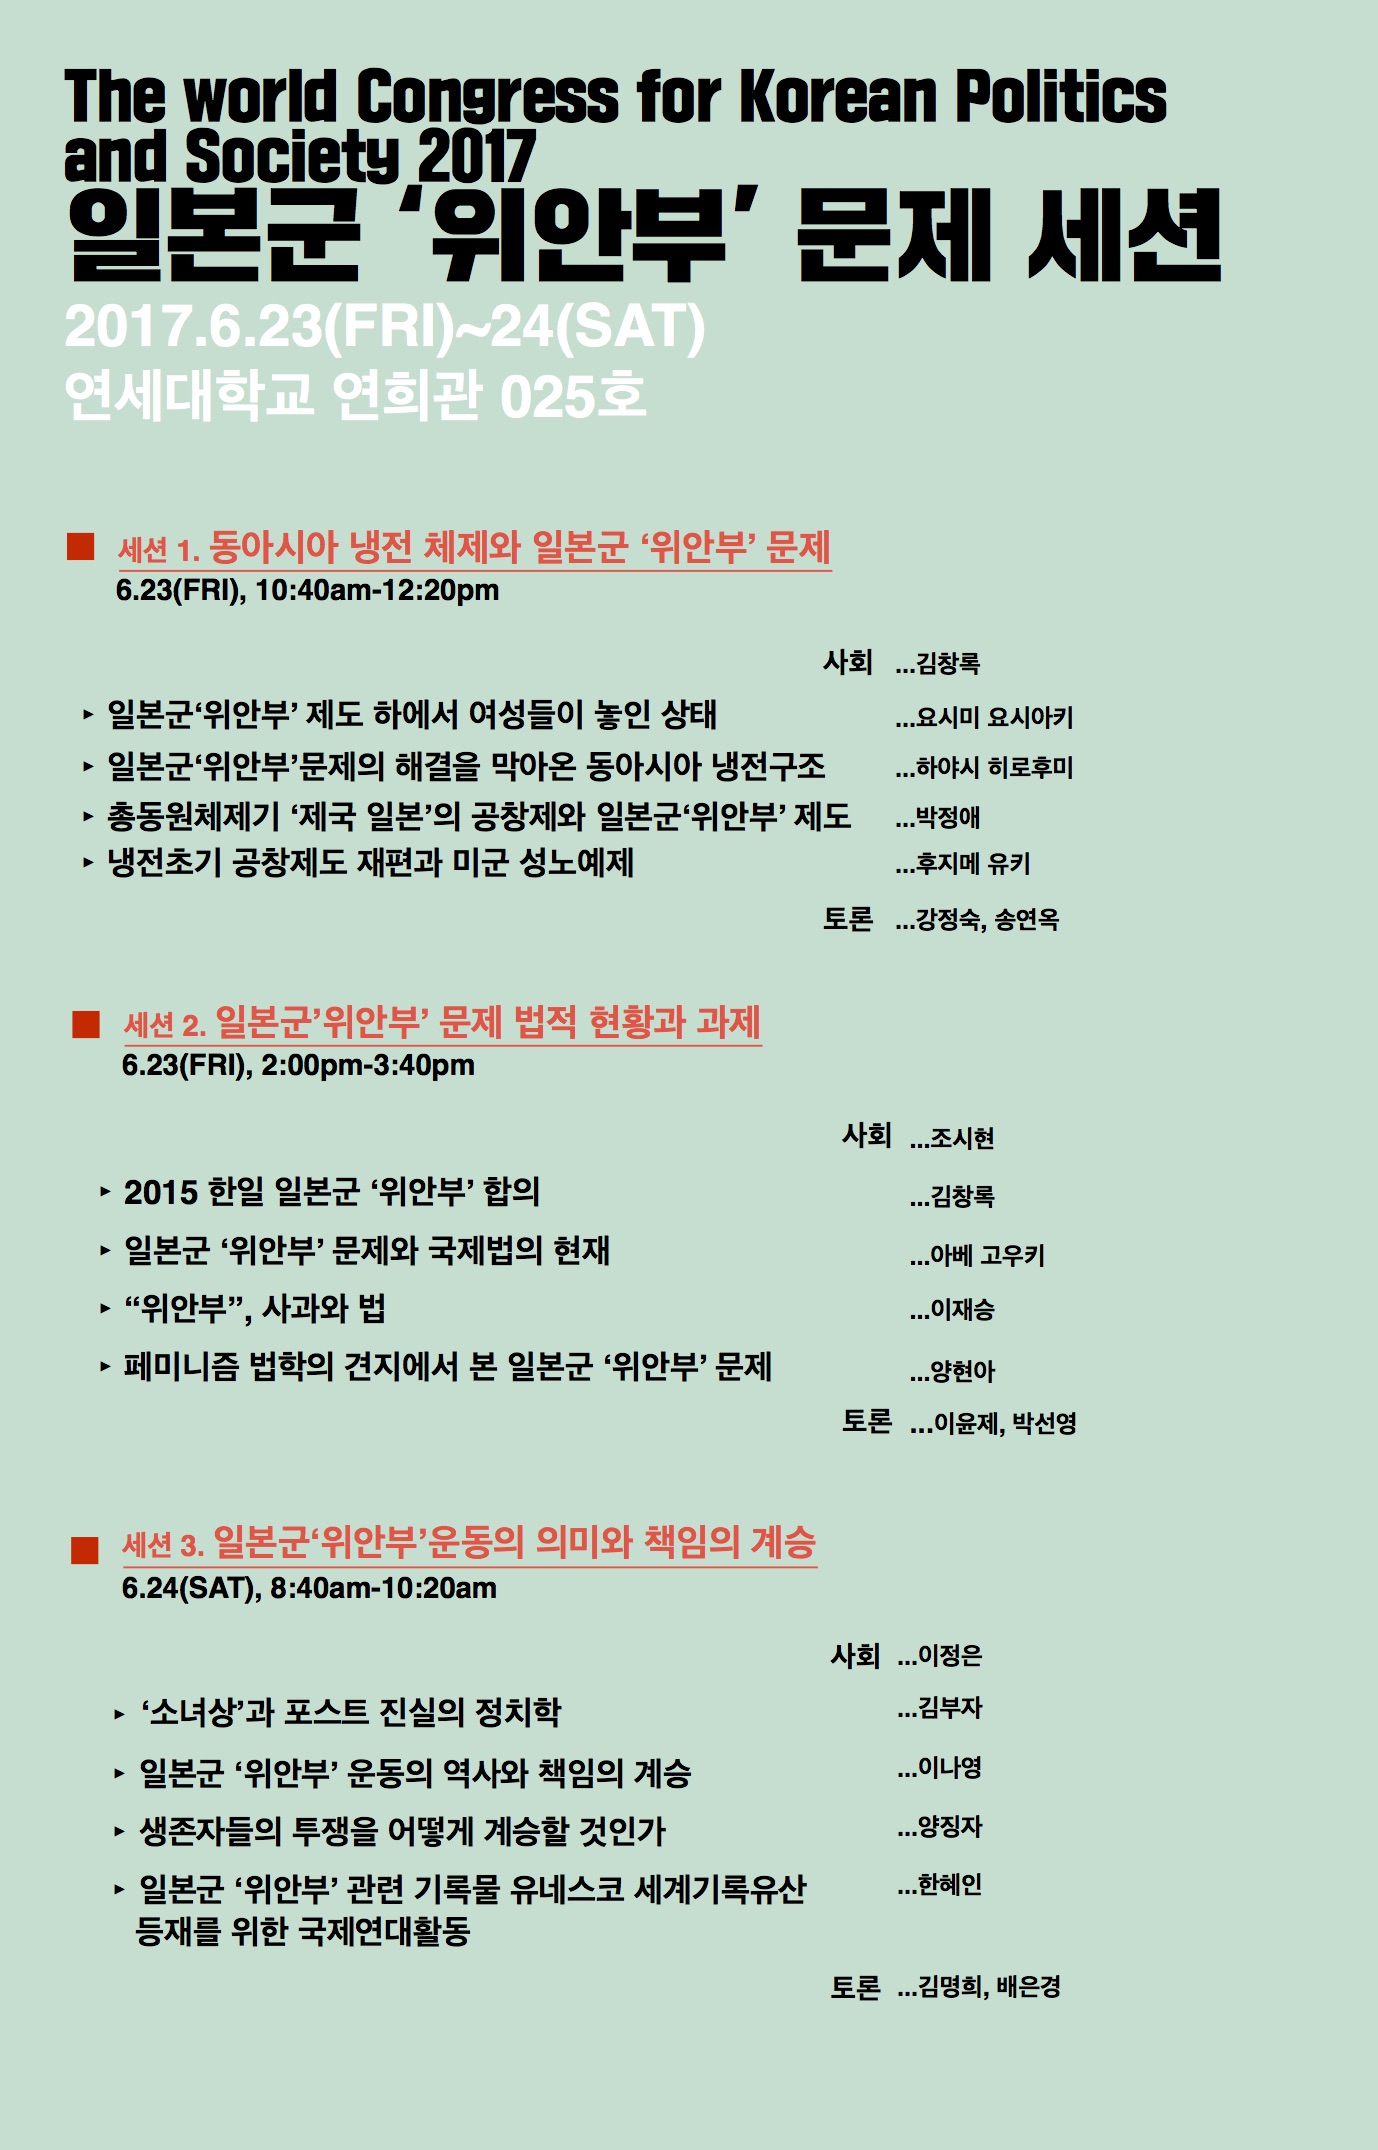 The world Congress for Korean Politics
and Society 2017
일본군 ‘위안부’ 문제 세션
2017.6.23(FRI)~24(SAT)
연세대학교 연희관 025호
세션 1. 동아시아 냉전 체제와 일본군 ‘위안부’ 문제
6.23(FRI), 10:40am-12:20pm
사회 ...김창록
▸ 일본군‘위안부’ 제도 하에서 여성들이 놓인 상태 ...요시미 요시아키
▸ 일본군‘위안부’문제의 해결을 막아온 동아시아 냉전구조 ...하야시 히로후미
▸ 총동원체제기 ‘제국 일본’의 공창제와 일본군‘위안부’ 제도 ...박정애
▸ 냉전초기 공창제도 재편과 미군 성노예제 ...후지메 유키
토론 ...강정숙, 송연옥
세션 2. 일본군’위안부’ 문제 법적 현황과 과제
6.23(FRI), 2:00pm-3:40pm
사회 ...조시현
▸ 2015 한일 일본군 ‘위안부’ 합의 ...김창록
▸ 일본군 ‘위안부’ 문제와 국제법의 현재 ...아베 고우키
▸ “위안부”, 사과와 법 ...이재승
▸ 페미니즘 법학의 견지에서 본 일본군 ‘위안부’ 문제 ...양현아
토론 ...이윤제, 박선영
세션 3. 일본군‘위안부’운동의 의미와 책임의 계승
6.24(SAT), 8:40am-10:20am
사회 ...이정은
▸ ‘소녀상’과 포스트 진실의 정치학 ...김부자
▸ 일본군 ‘위안부’ 운동의 역사와 책임의 계승 ...이나영
▸ 생존자들의 투쟁을 어떻게 계승할 것인가 ...양징자
▸ 일본군 ‘위안부’ 관련 기록물 유네스코 세계기록유산 ...한혜인
등재를 위한 국제연대활동
토론 ...김명희, 배은경